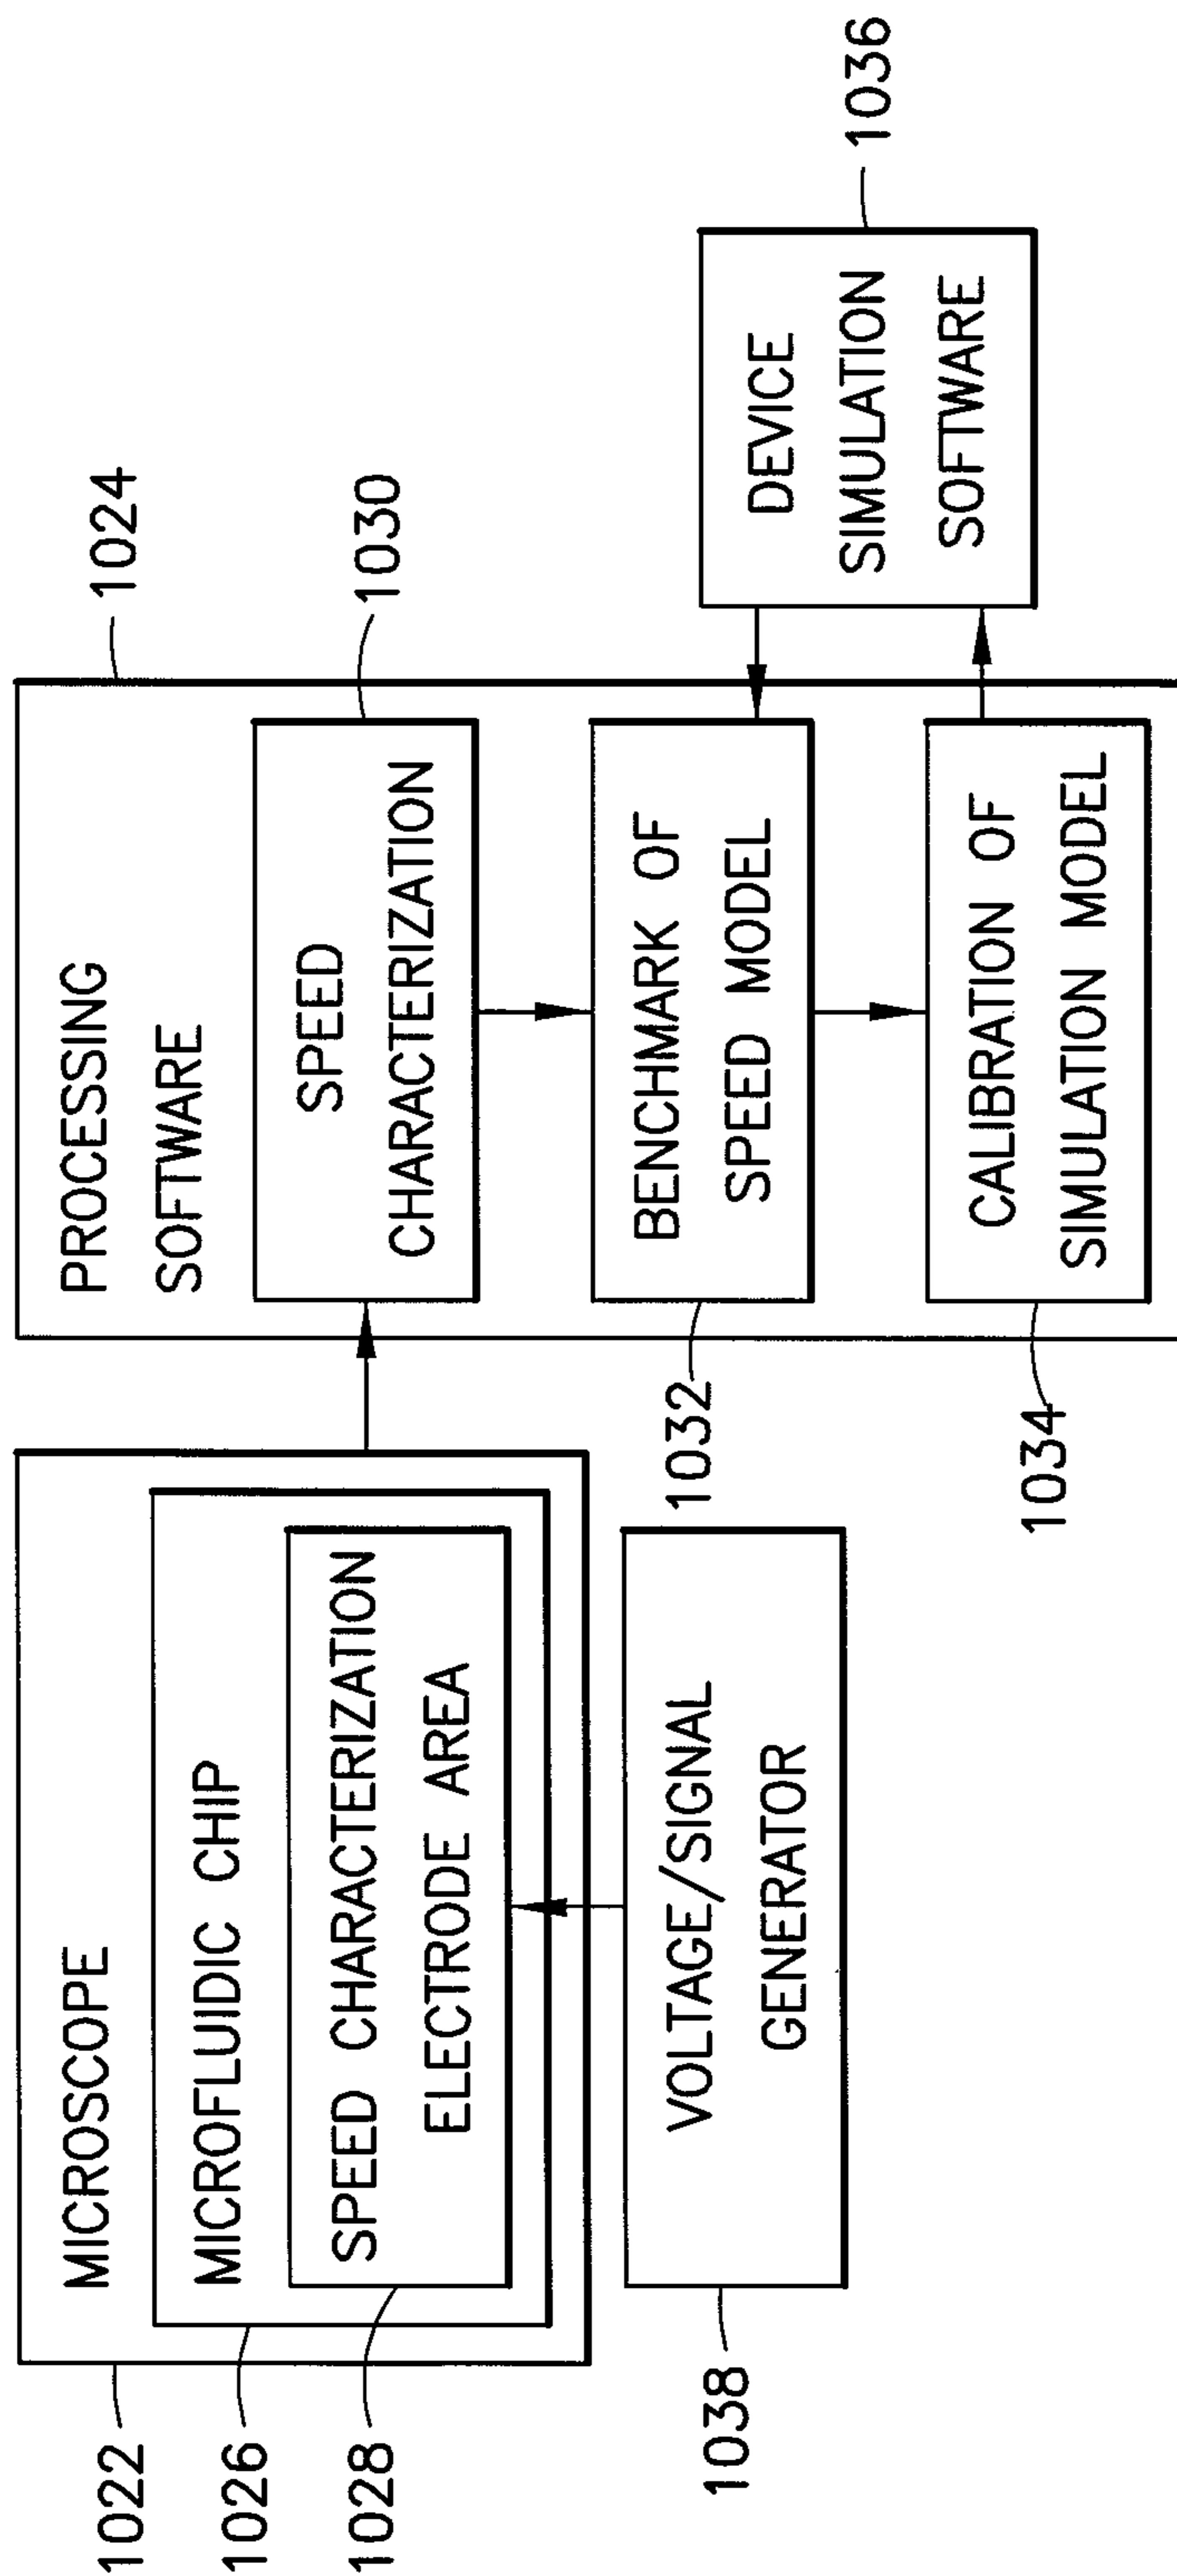 1022
MICROSCOPE
1026
MICROFLUIDIC CHIP
1028
SPEED CHARACTERIZATION
ELECTRODE AREA
1038
VOLTAGE/SIGNAL
GENERATOR
1024
PROCESSING
SOFTWARE
1030
SPEED
CHARACTERIZATION
1032
BENCHMARK OF
SPEED MODEL
1034
CALIBRATION OF
SIMULATION MODEL
1036
DEVICE
SIMULATION
SOFTWARE